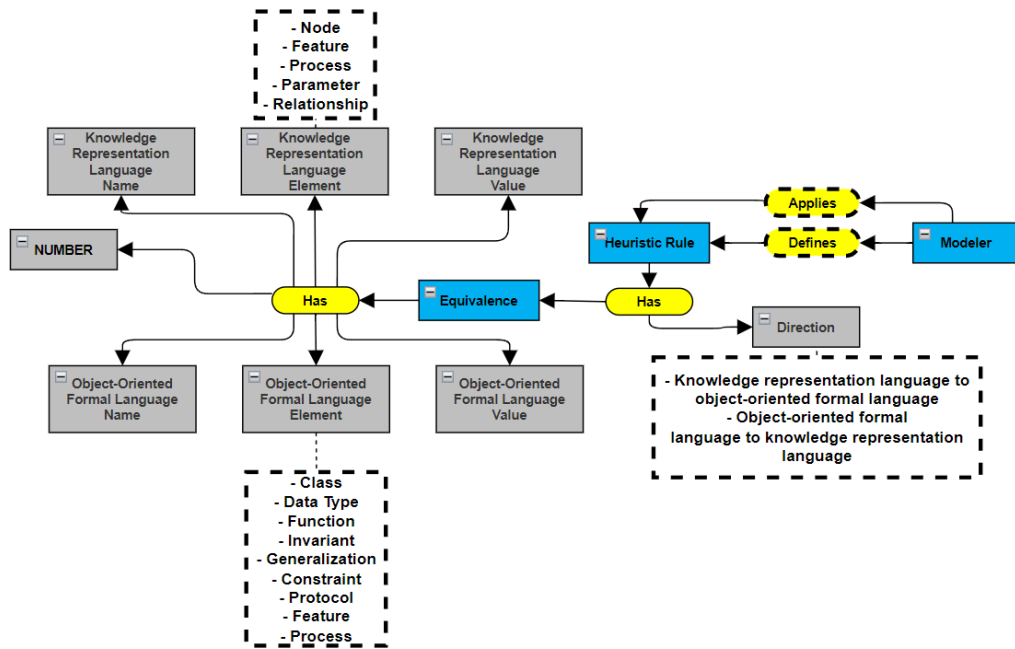 - Node
- Feature
- Process
- Parameter
- Relationship
Knowledge
Representation
Language
Name
Knowledge
Representation
Language
Element
Knowledge
Representation
Language
Value
Applies
NUMBER
Heuristic Rule
Defines
Modeler
Has
Equivalence
Has
Direction
Object-Oriented
Formal Language
Name
Object-Oriented
Formal Language
Element
Object-Oriented
Formal Language
Value
- Knowledge representation language to
object-oriented formal language
- Object-oriented formal
language to knowledge representation
language
- Class
- Data Type
- Function
- Invariant
- Generalization
- Constraint
- Protocol
- Feature
- Process